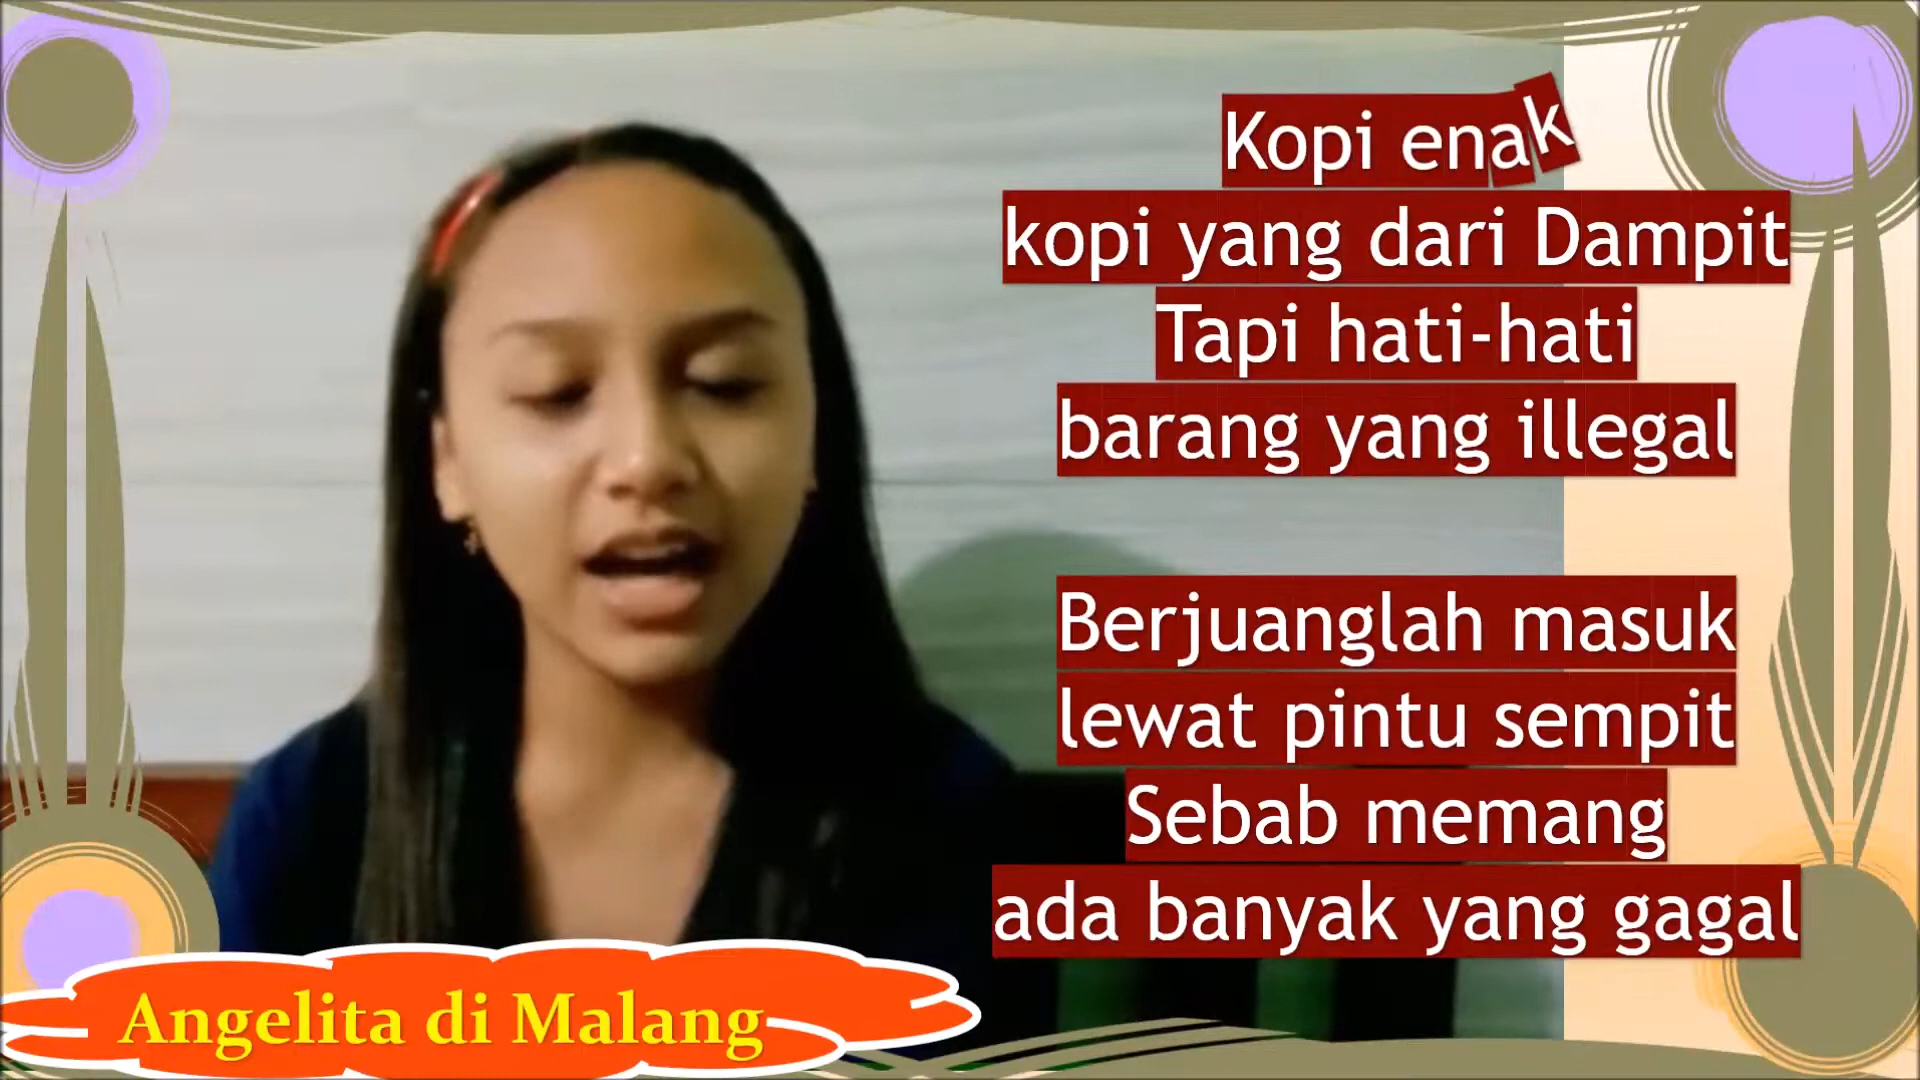 Kopi enak
kopi yang dari Dampit
Tapi hati-hati
barang yang illegal
Berjuanglah masuk
lewat pintu sempit
Sebab memang
ada banyak yang gagal
Angelita di Malang